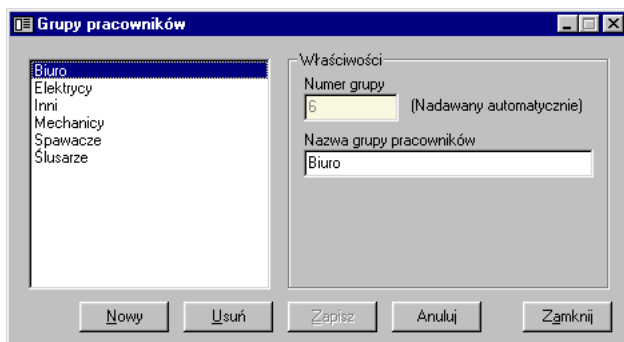 Grupy pracowników
Biuro
Elektrycy
Inni
Mechanicy
Spawacze
Ślusarze
Właściwości
Numer grupy
6 (Nadawany automatycznie)
Nazwa grupy pracowników
Biuro
Nowy Usuń Zapisz Anuluj Zamknij